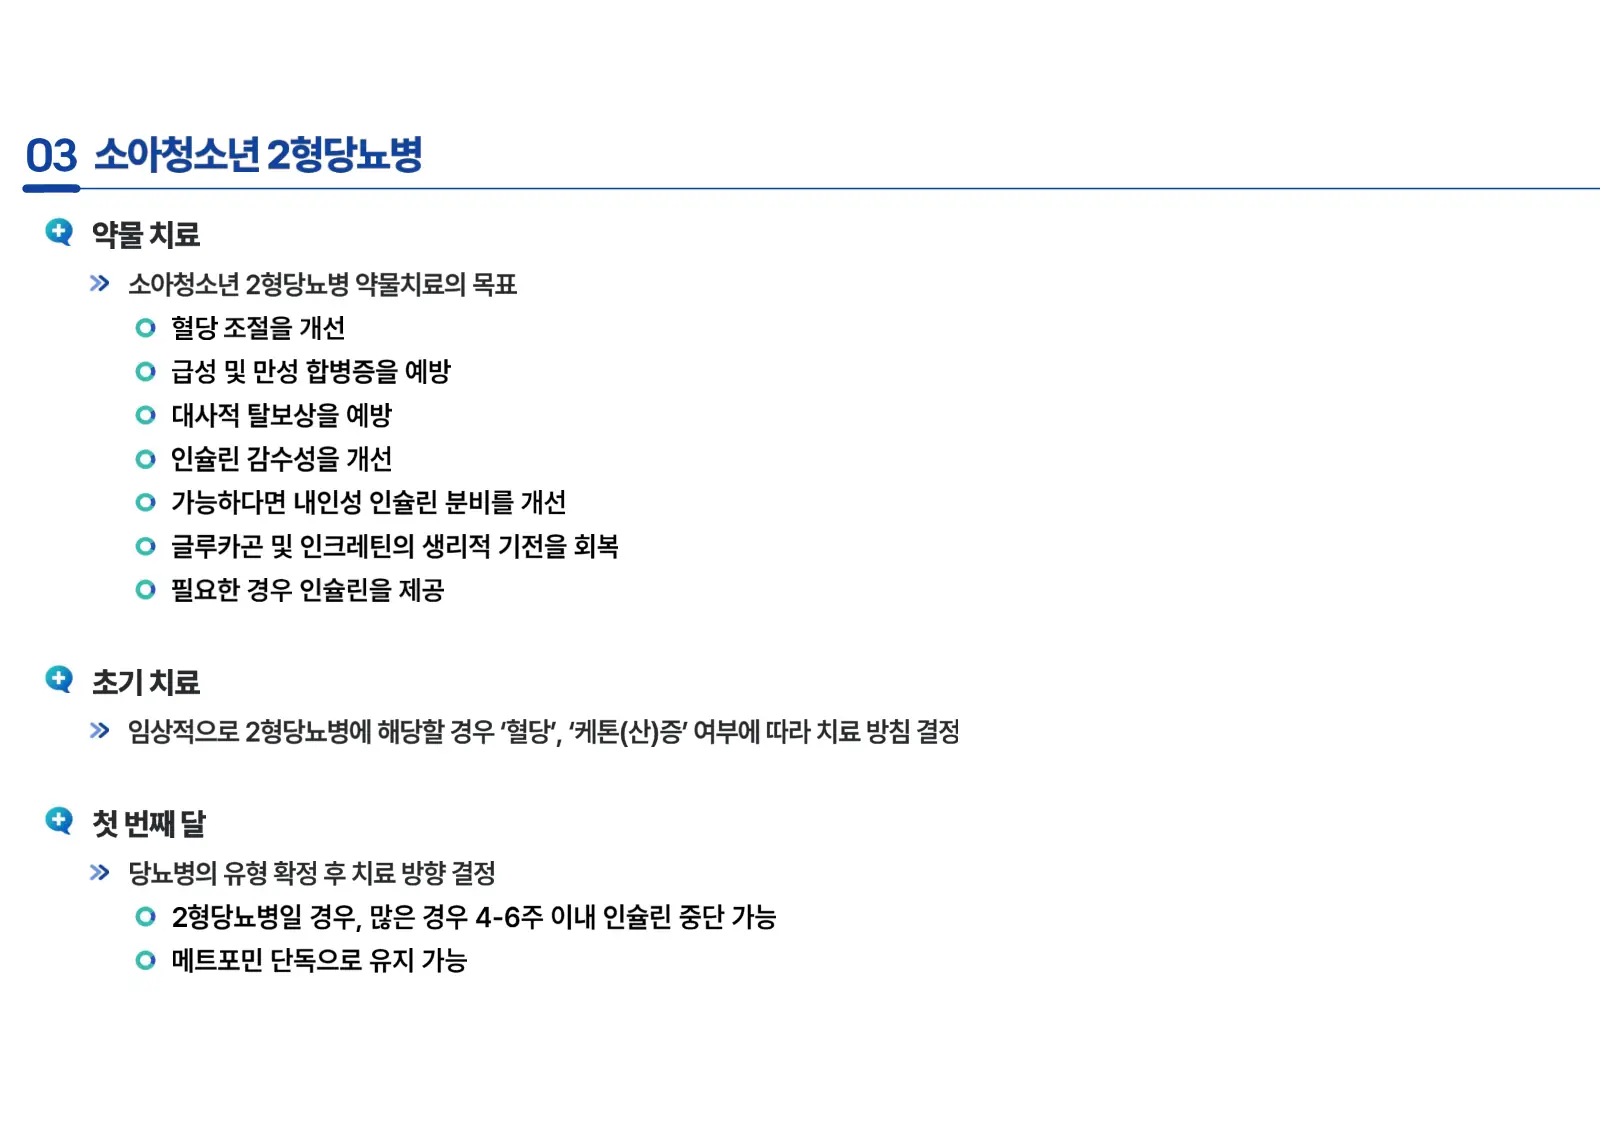 03 소아청소년 2형당뇨병
약물 치료
소아청소년 2형당뇨병 약물치료의 목표
혈당 조절을 개선
급성 및 만성 합병증을 예방
대사적 탈보상을 예방
인슐린 감수성을 개선
가능하다면 내인성 인슐린 분비를 개선
글루카곤 및 인크레틴의 생리적 기전을 회복
필요한 경우 인슐린을 제공
초기 치료
임상적으로 2형당뇨병에 해당할 경우 ‘혈당’, ‘케톤(산)증’ 여부에 따라 치료 방침 결정
첫 번째 달
당뇨병의 유형 확정 후 치료 방향 결정
2형당뇨병일 경우, 많은 경우 4-6주 이내 인슐린 중단 가능
메트포민 단독으로 유지 가능